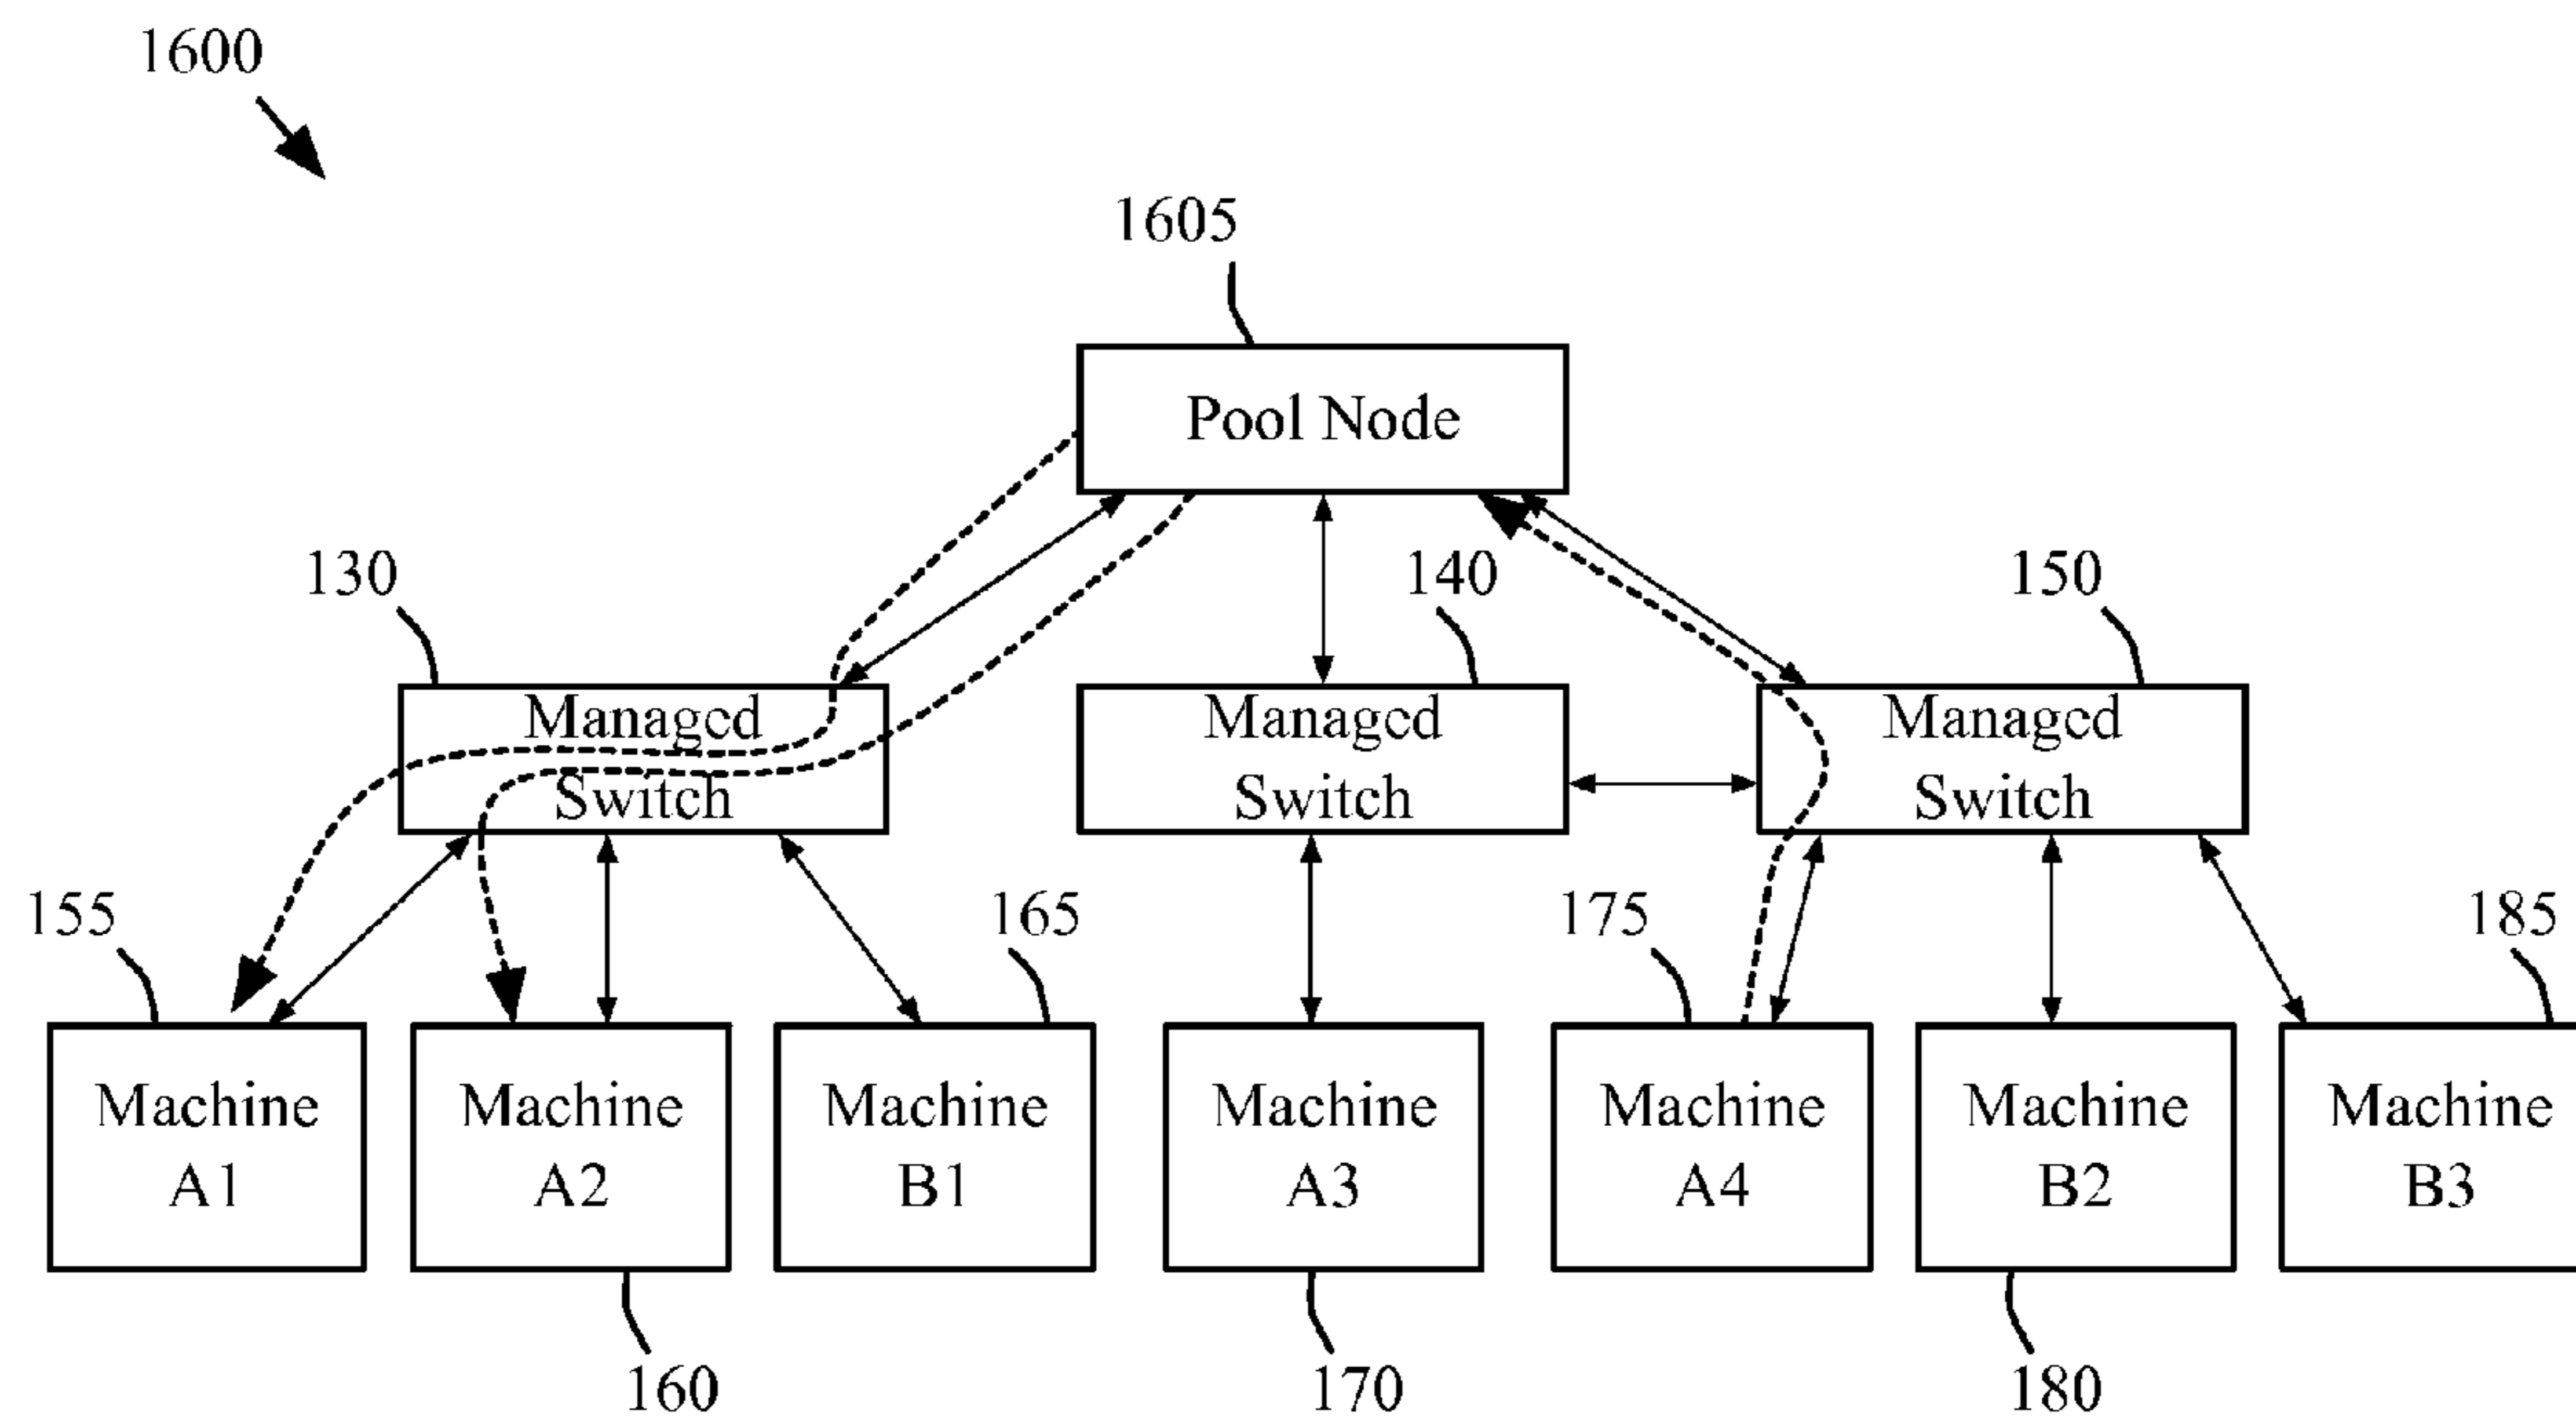 1600
1605
Pool Node
130
140
150
Managed
Switch
Managed
Switch
Managed
Switch
155
165
175
185
Machine
A1
Machine
A2
Machine
B1
Machine
A3
Machine
A4
Machine
B2
Machine
B3
160
170
180